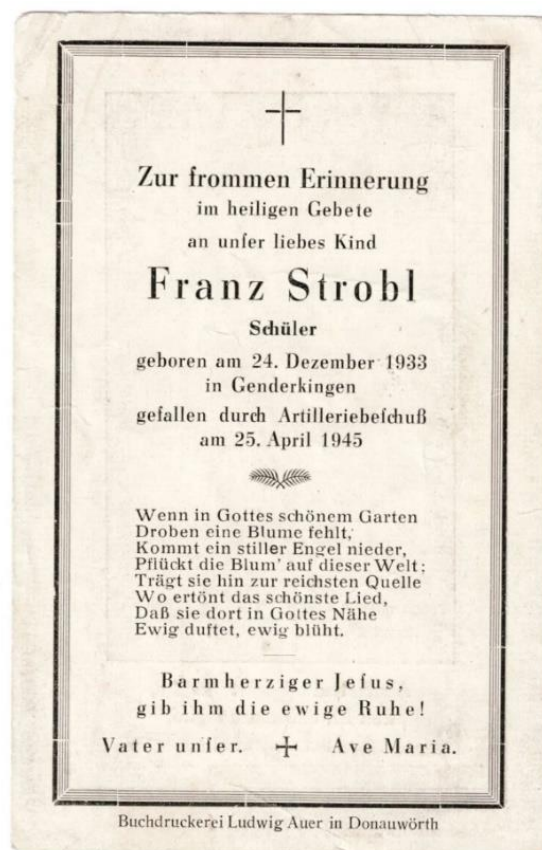 Zur frommen Erinnerung
im heiligen Gebete
an unſer liebes Kind
Franz Strobl
Schüler
geboren am 24. Dezember 1933
in Genderkingen
gefallen durch Artilleriebeſchuß
am 25. April 1945
Wenn in Gottes schönem Garten
Droben eine Blume fehlt,
Kommt ein stiller Engel nieder,
Pflückt die Blum' auf dieser Welt;
Trägt sie hin zur reichsten Quelle
Wo ertönt das schönste Lied,
Daß sie dort in Gottes Nähe
Ewig duftet, ewig blüht.
Barmherziger Jeſus,
gib ihm die ewige Ruhe!
Vater unſer. ✢ Ave Maria.
Buchdruckerei Ludwig Auer in Donauwörth